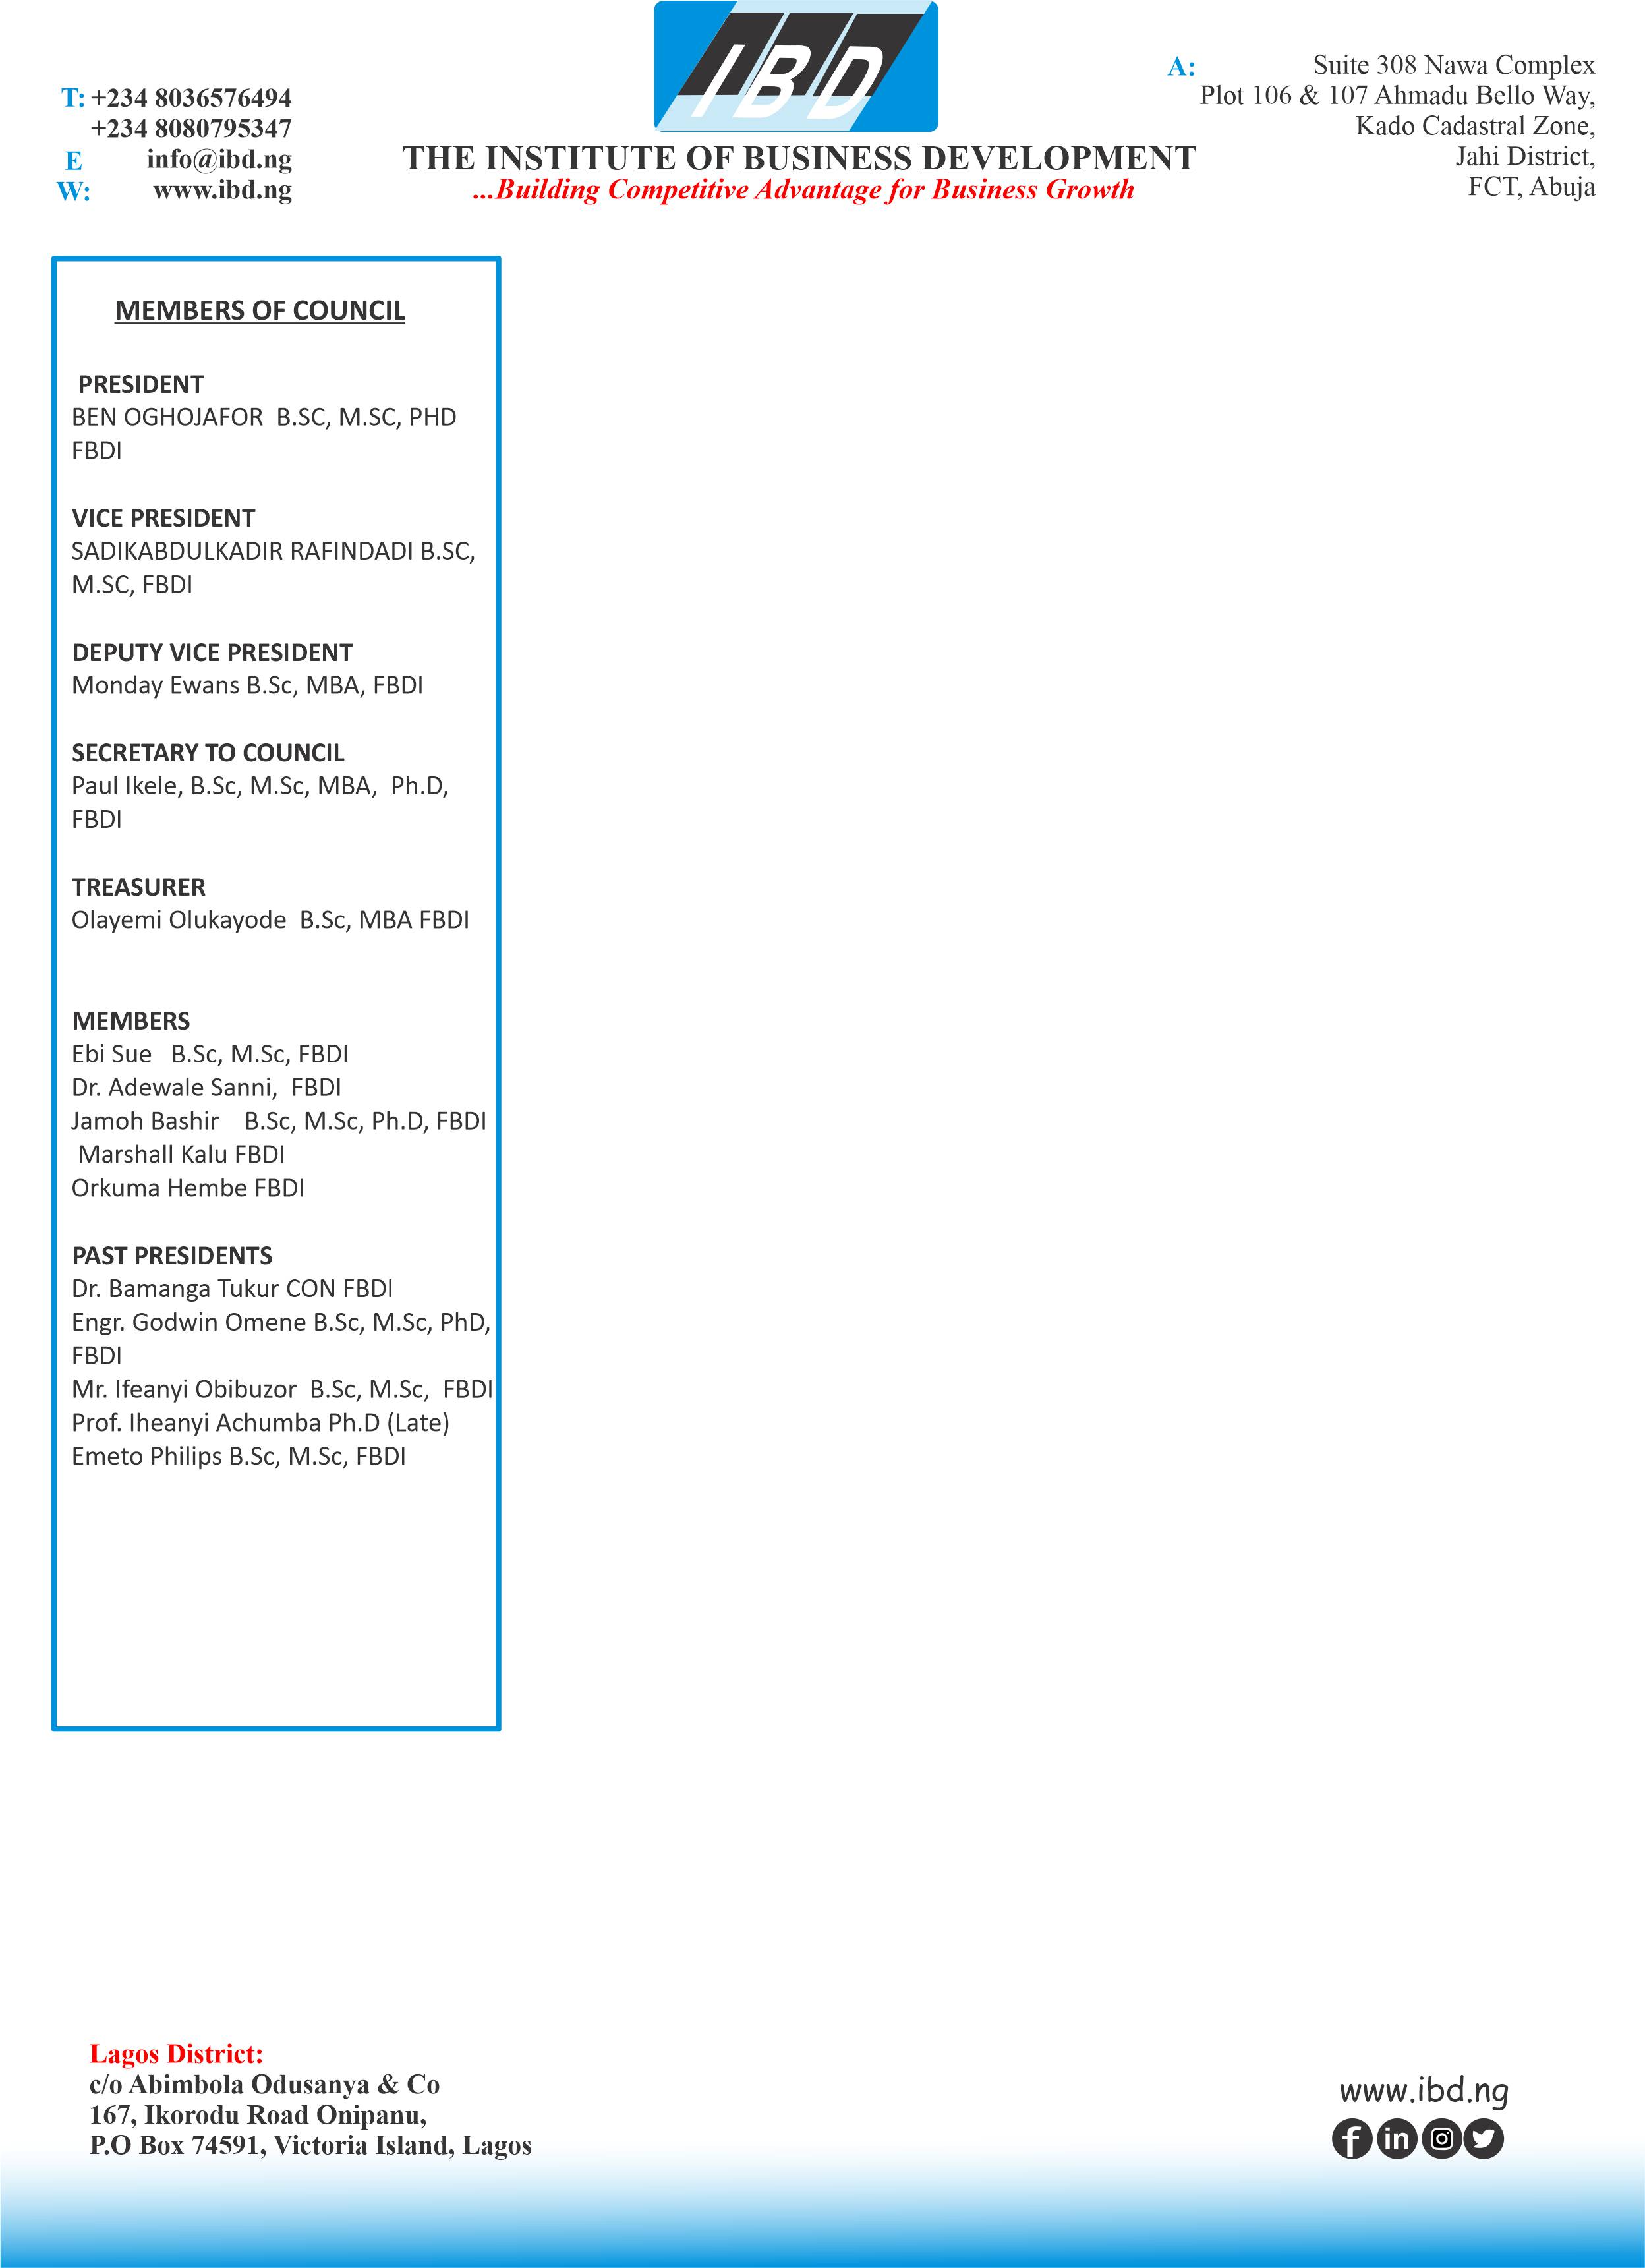 IBD
T: +234 8036576494
+234 8080795347
E info@ibd.ng
W: www.ibd.ng
THE INSTITUTE OF BUSINESS DEVELOPMENT
...Building Competitive Advantage for Business Growth
A: Suite 308 Nawa Complex
Plot 106 & 107 Ahmadu Bello Way,
Kado Cadastral Zone,
Jahi District,
FCT, Abuja
MEMBERS OF COUNCIL
PRESIDENT
BEN OGHOJAFOR B.SC, M.SC, PHD
FBDI
VICE PRESIDENT
SADIKABDULKADIR RAFINDADI B.SC,
M.SC, FBDI
DEPUTY VICE PRESIDENT
Monday Ewans B.Sc, MBA, FBDI
SECRETARY TO COUNCIL
Paul Ikele, B.Sc, M.Sc, MBA, Ph.D,
FBDI
TREASURER
Olayemi Olukayode B.Sc, MBA FBDI
MEMBERS
Ebi Sue B.Sc, M.Sc, FBDI
Dr. Adewale Sanni, FBDI
Jamoh Bashir B.Sc, M.Sc, Ph.D, FBDI
Marshall Kalu FBDI
Orkuma Hembe FBDI
PAST PRESIDENTS
Dr. Bamanga Tukur CON FBDI
Engr. Godwin Omene B.Sc, M.Sc, PhD,
FBDI
Mr. Ifeanyi Obibuzor B.Sc, M.Sc, FBDI
Prof. Iheanyi Achumba Ph.D (Late)
Emeto Philips B.Sc, M.Sc, FBDI
Lagos District:
c/o Abimbola Odusanya & Co
167, Ikorodu Road Onipanu,
P.O Box 74591, Victoria Island, Lagos
www.ibd.ng